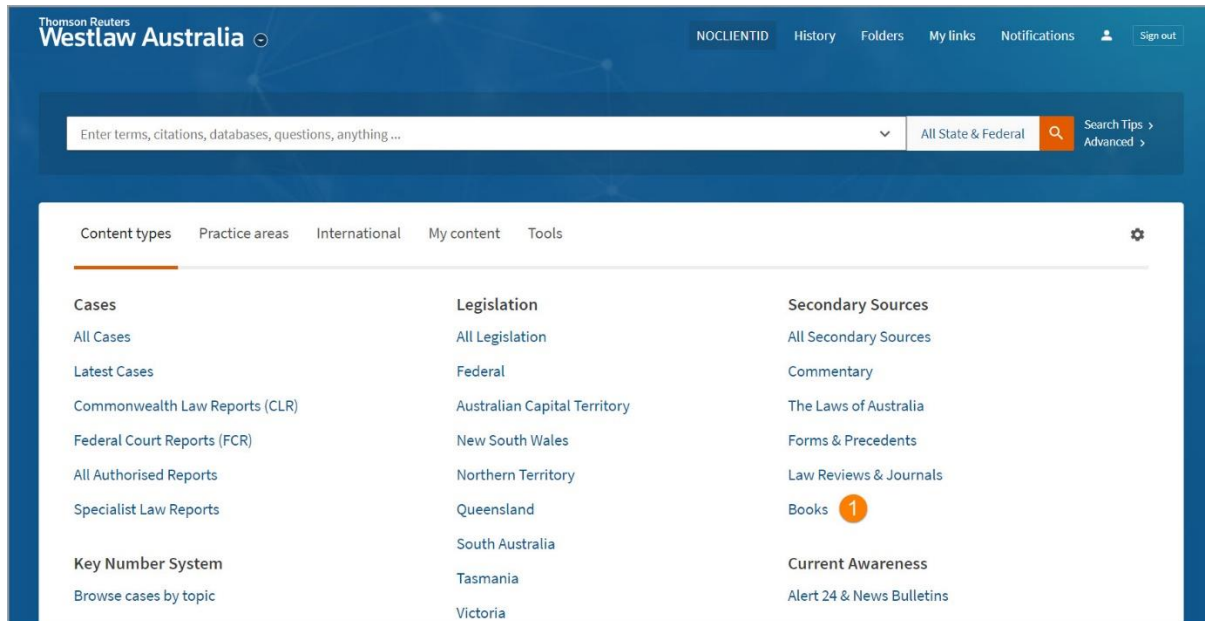 Thomson Reuters
Westlaw Australia
NOCLIENTID History Folders My links Notifications Sign out
Enter terms, citations, databases, questions, anything ...
All State & Federal
Search Tips >
Advanced >
Content types Practice areas International My content Tools
Cases
All Cases
Latest Cases
Commonwealth Law Reports (CLR)
Federal Court Reports (FCR)
All Authorised Reports
Specialist Law Reports
Key Number System
Browse cases by topic
Legislation
All Legislation
Federal
Australian Capital Territory
New South Wales
Northern Territory
Queensland
South Australia
Tasmania
Victoria
Secondary Sources
All Secondary Sources
Commentary
The Laws of Australia
Forms & Precedents
Law Reviews & Journals
Books 1
Current Awareness
Alert 24 & News Bulletins